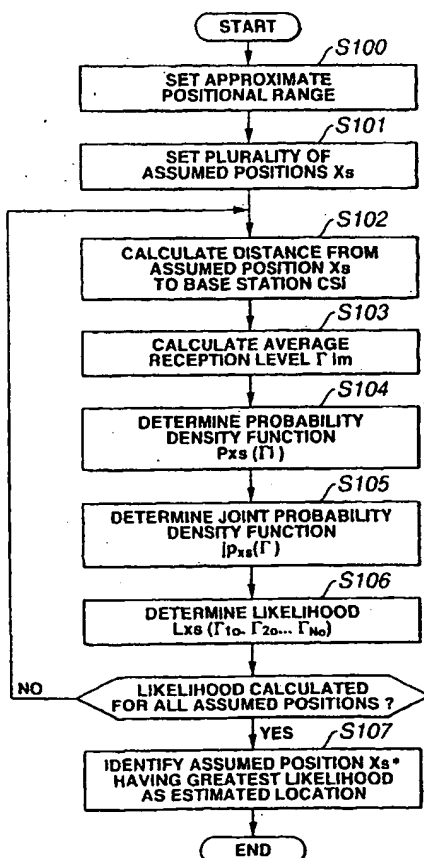 START
S100
SET APPROXIMATE
POSITIONAL RANGE
S101
SET PLURALITY OF
ASSUMED POSITIONS Xs
S102
CALCULATE DISTANCE FROM
ASSUMED POSITION Xs
TO BASE STATION CSi
S103
CALCULATE AVERAGE
RECEPTION LEVEL Γ im
S104
DETERMINE PROBABILITY
DENSITY FUNCTION
Pxs (Γi)
S105
DETERMINE JOINT PROBABILITY
DENSITY FUNCTION
jpxs(Γ)
S106
DETERMINE LIKELIHOOD
Lxs (Γ1o, Γ2o... ΓNo)
NO
LIKELIHOOD CALCULATED
FOR ALL ASSUMED POSITIONS ?
YES
S107
IDENTIFY ASSUMED POSITION Xs*
HAVING GREATEST LIKELIHOOD
AS ESTIMATED LOCATION
END